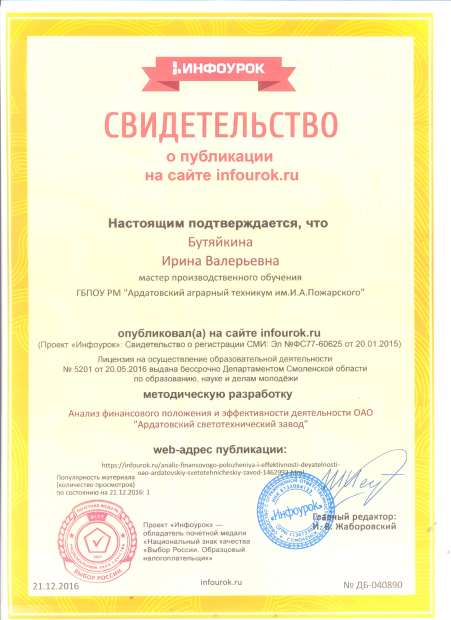 ИНФОУРОК
СВИДЕТЕЛЬСТВО
о публикации
на сайте infourok.ru
Настоящим подтверждается, что
Бутяйкина
Ирина Валерьевна
мастер производственного обучения
ГБПОУ РМ "Ардатовский аграрный техникум им.И.А.Пожарского"
опубликовал(а) на сайте infourok.ru
(Проект «Инфоурок»: Свидетельство о регистрации СМИ: Эл №ФС77-60625 от 20.01.2015)
Лицензия на осуществление образовательной деятельности
№ 5201 от 20.05.2016 выдана бессрочно Департаментом Смоленской области
по образованию, науке и делам молодёжи
методическую разработку
Анализ финансового положения и эффективности деятельности ОАО
"Ардатовский светотехнический завод"
web-адрес публикации:
https://infourok.ru/analiz-finansovogo-polozheniya-i-effektivnosti-deyatelnosti-
oao-ardatovskiy-svetotehnicheskiy-zavod-1462993.html
Популярность материала
(количество просмотров)
по состоянию на 21.12.2016: 1
ПОЧЕТНАЯ МЕДАЛЬ
ВЫБОР РОССИИ
Проект «Инфоурок» —
обладатель почетной медали
«Национальный знак качества
«Выбор России. Образцовый
налогоплательщик»
«Инфоурок»
Главный редактор:
И. В. Жаборовский
21.12.2016
infourok.ru
№ ДБ-040890